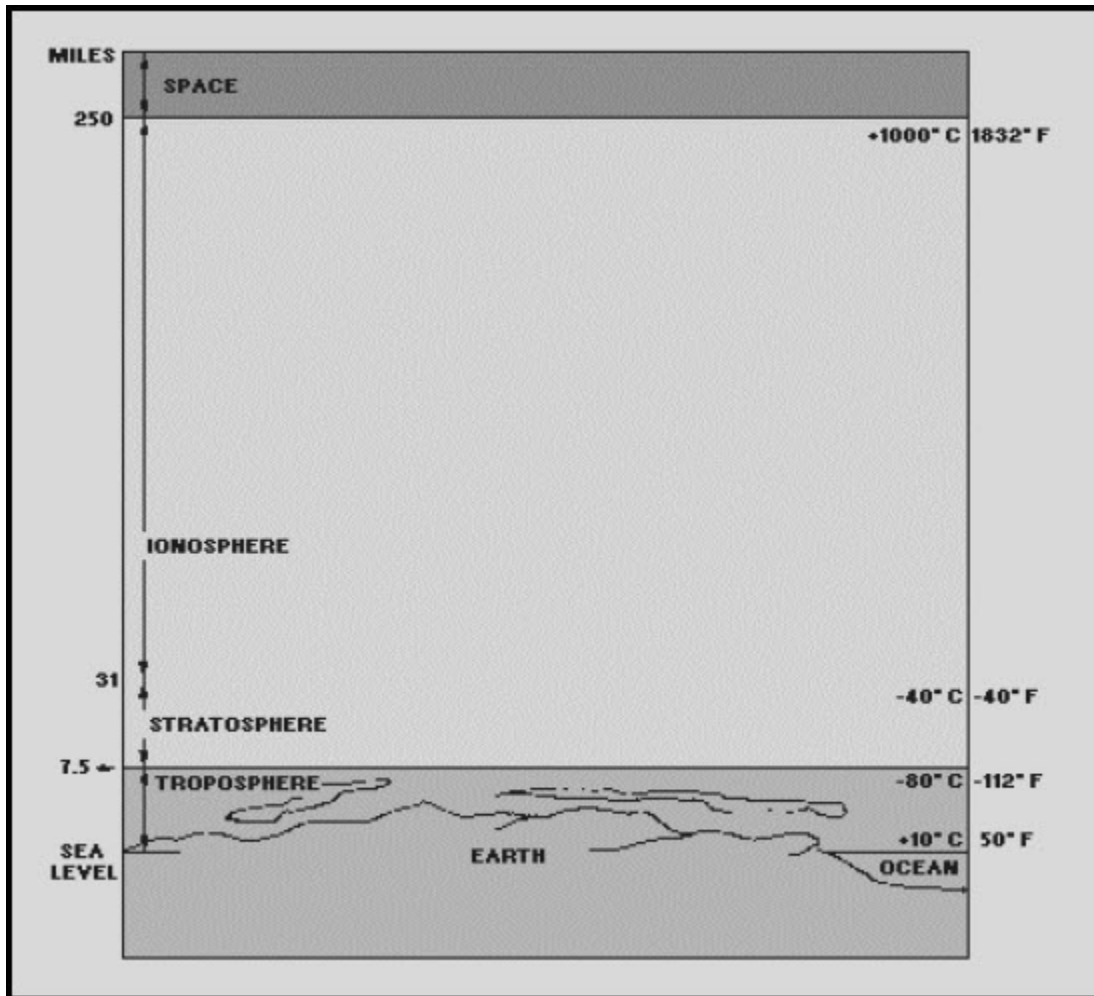 MILES
SPACE
250
+1000° C 1832° F
IONOSPHERE
31
-40° C -40° F
STRATOSPHERE
7.5
TROPOSPHERE
-80° C -112° F
+10° C 50° F
SEA
LEVEL
EARTH
OCEAN